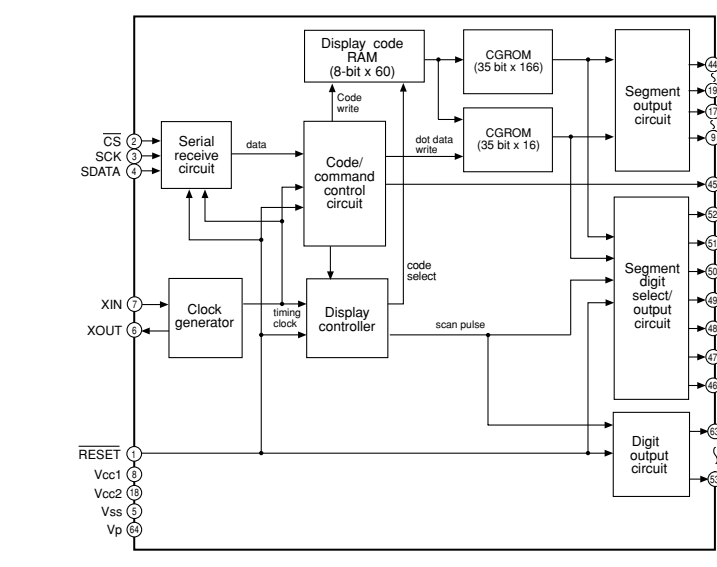 Display code
RAM
(8-bit x 60)
CGROM
(35 bit x 166)
CGROM
(35 bit x 16)
Segment
output
circuit
44
19
17
9
Code
write
CS
2
SCK
3
SDATA
4
Serial
receive
circuit
data
Code/
command
control
circuit
dot data
write
45
52
51
50
49
48
47
46
Segment
digit
select/
output
circuit
code
select
XIN
7
XOUT
6
Clock
generator
timing
clock
Display
controller
scan pulse
RESET
1
Vcc1
8
Vcc2
18
Vss
5
Vp
64
Digit
output
circuit
63
53